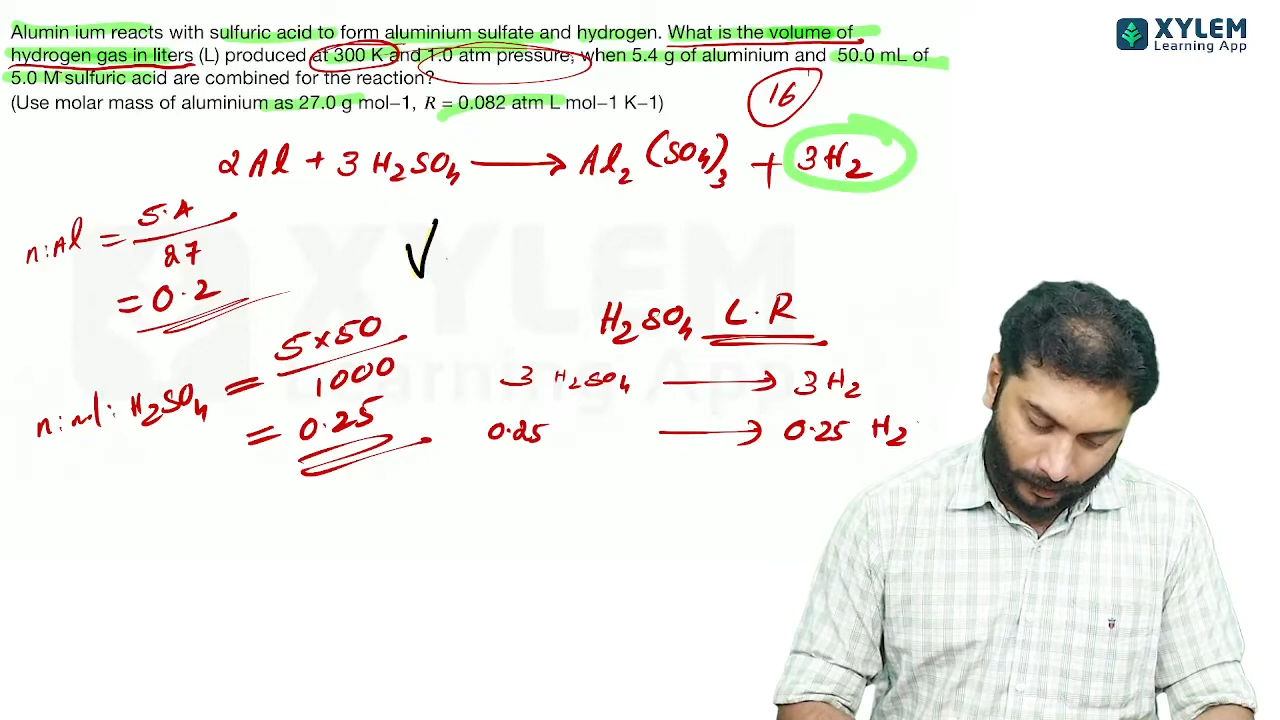 Alumin ium reacts with sulfuric acid to form aluminium sulfate and hydrogen. What is the volume of
hydrogen gas in liters (L) produced at 300 K and 1.0 atm pressure, when 5.4 g of aluminium and 50.0 mL of
5.0 M sulfuric acid are combined for the reaction?
(Use molar mass of aluminium as 27.0 g mol–1, R = 0.082 atm L mol–1 K–1)
XYLEM
Learning App
16
2Al + 3H2SO4 ⟶ Al2(SO4)3 + 3H2
n:Al = 5.4
27
= 0.2
√
H2SO4 L.R
n:ml: H2SO4 = 5×50
1000
= 0.25
3 H2SO4 ⟶ 3H2
0.25 ⟶ 0.25 H2
XYLEM
Learning App